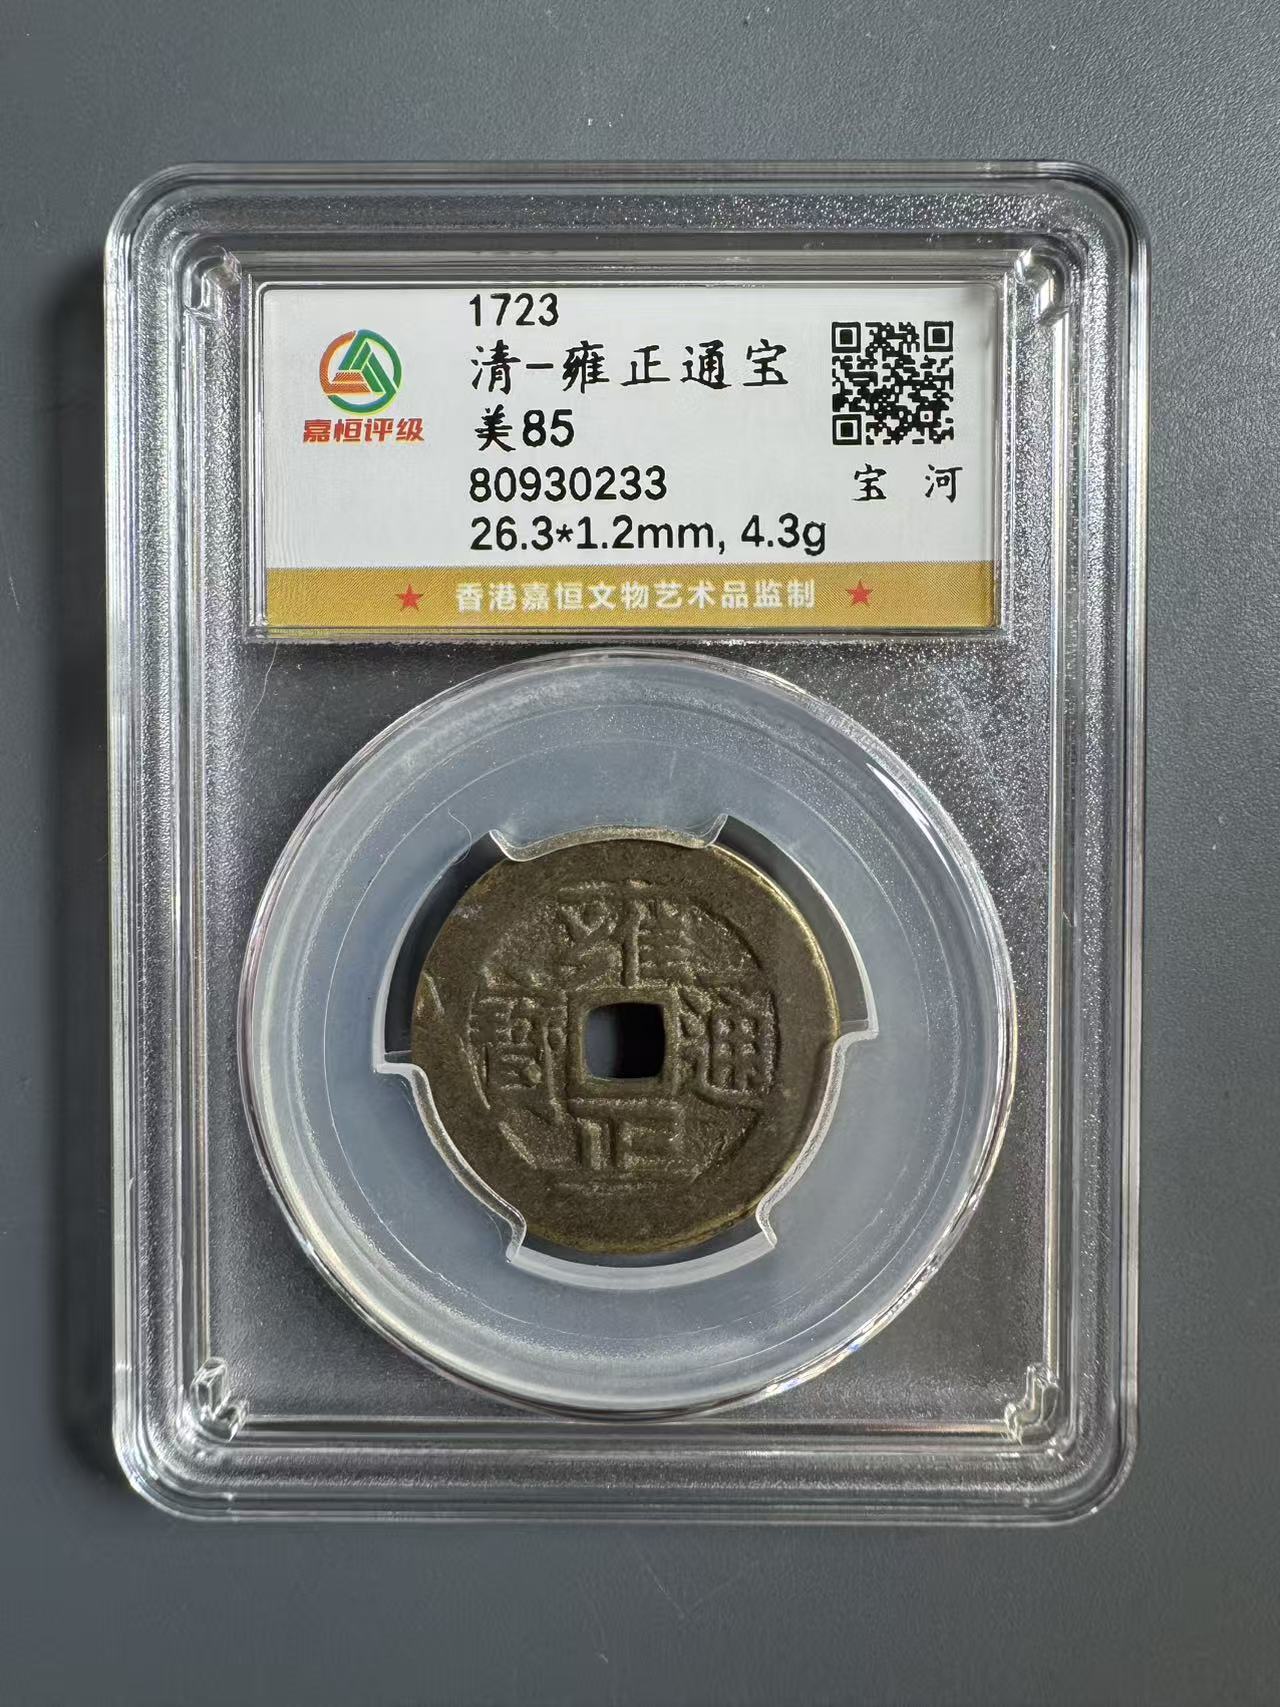 1723
清-雍正通宝
美85
嘉恒评级
809330233
宝 河
26.3*1.2mm, 4.3g
★ 香港嘉恒文物艺术品监制 ★
雍正通寶